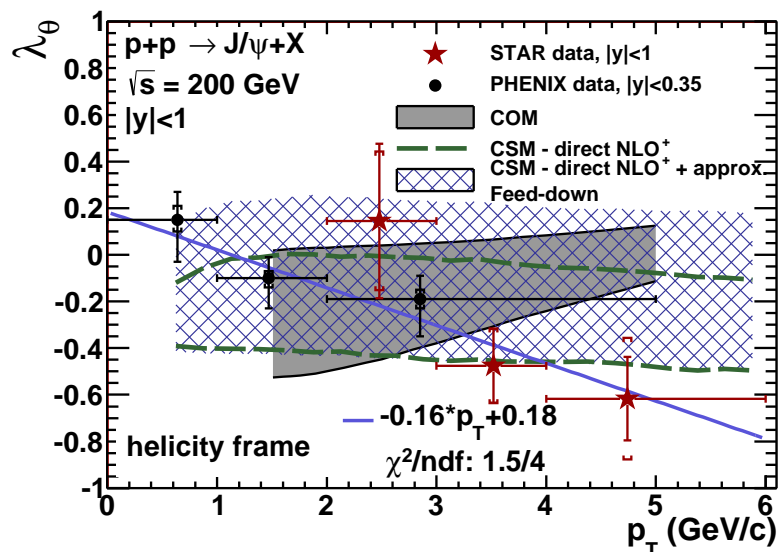 λθ
1
0.8
0.6
0.4
0.2
0
-0.2
-0.4
-0.6
-0.8
-1
p+p → J/ψ+X
√s = 200 GeV
|y|<1
STAR data, |y|<1
PHENIX data, |y|<0.35
COM
CSM - direct NLO⁺
CSM - direct NLO⁺ + approx.
Feed-down
-0.16*pT+0.18
χ²/ndf: 1.5/4
helicity frame
0 1 2 3 4 5 6
pT (GeV/c)